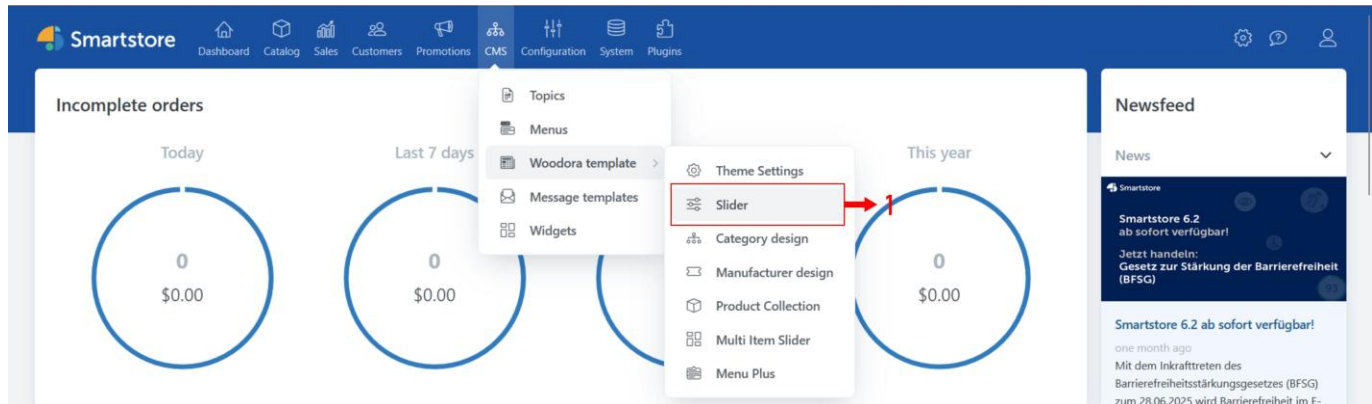 Smartstore
Dashboard Catalog Sales Customers Promotions CMS Configuration System Plugins
Incomplete orders
Today
0
$0.00
Last 7 days
0
$0.00
This year
0
$0.00
Topics
Menus
Woodora template
Message templates
Widgets
Theme Settings
Slider
1
Category design
Manufacturer design
Product Collection
Multi Item Slider
Menu Plus
Newsfeed
News
Smartstore
Smartstore 6.2
ab sofort verfügbar!
Jetzt handeln:
Gesetz zur Stärkung der Barrierefreiheit
(BFSG)
Smartstore 6.2 ab sofort verfügbar!
one month ago
Mit dem Inkrafttreten des
Barrierefreiheitsstärkungsgesetzes (BFSG)
zum 28.06.2025 wird Barrierefreiheit im E-